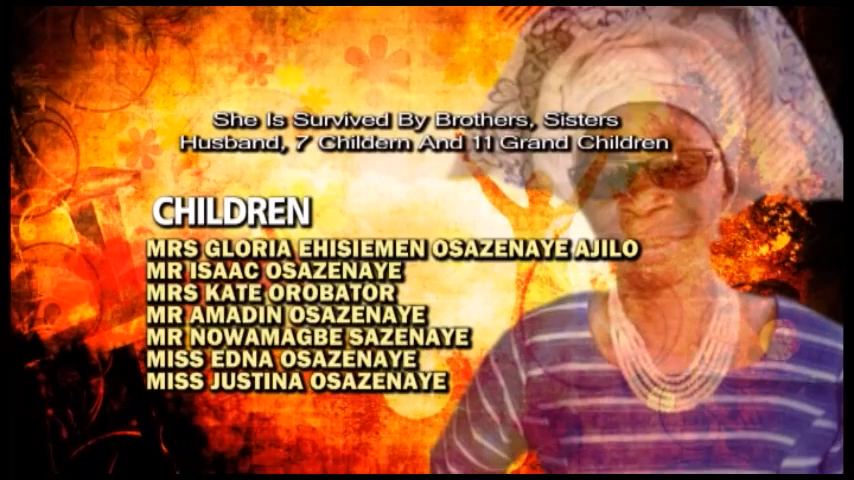 She Is Survived By Brothers, Sisters
Husband, 7 Childern And 11 Grand Children
CHILDREN
MRS GLORIA EHISIEMEN OSAZENAYE AJILO
MR ISAAC OSAZENAYE
MRS KATE OROBATOR
MR AMADIN OSAZENAYE
MR NOWAMAGBE SAZENAYE
MISS EDNA OSAZENAYE
MISS JUSTINA OSAZENAYE